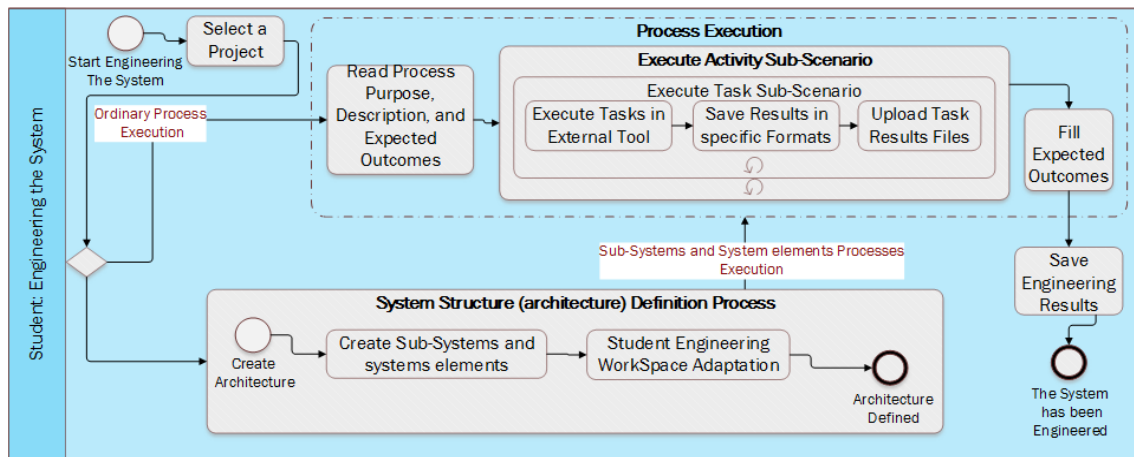 Student: Engineering the System
Start Engineering
The System
Select a
Project
Ordinary Process
Execution
Process Execution
Read Process
Purpose,
Description, and
Expected
Outcomes
Execute Activity Sub-Scenario
Execute Task Sub-Scenario
Execute Tasks in
External Tool
Save Results in
specific Formats
Upload Task
Results Files
Fill
Expected
Outcomes
Sub-Systems and System elements Processes
Execution
Save
Engineering
Results
System Structure (architecture) Definition Process
Create
Architecture
Create Sub-Systems and
systems elements
Student Engineering
WorkSpace Adaptation
Architecture
Defined
The System
has been
Engineered